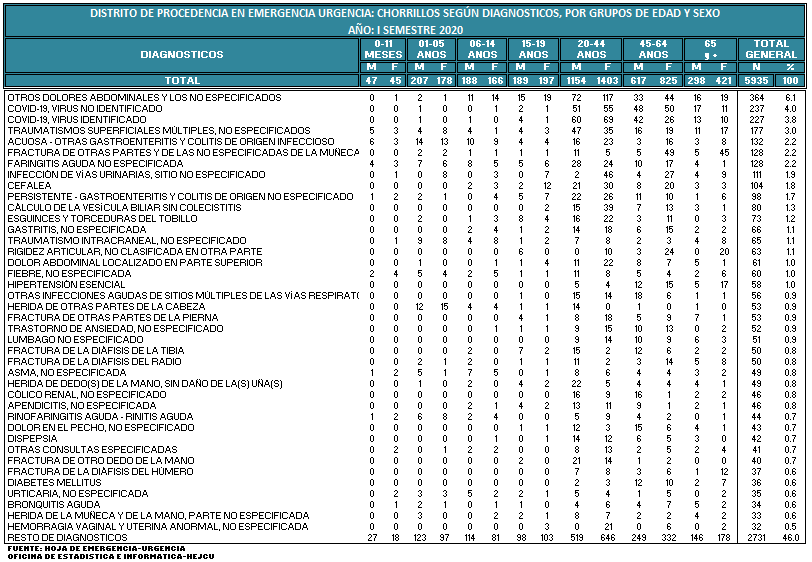 DISTRITO DE PROCEDENCIA EN EMERGENCIA URGENCIA: CHORRILLOS SEGÚN DIAGNOSTICOS, POR GRUPOS DE EDAD Y SEXO
AÑO: I SEMESTRE 2020
DIAGNOSTICOS 0-11 MESES 01-05 AÑOS 06-14 AÑOS 15-19 AÑOS 20-44 AÑOS 45-64 AÑOS 65 y + TOTAL GENERAL
M F M F M F M F M F M F M F N %
TOTAL 47 45 207 178 188 166 189 197 1154 1403 617 825 298 421 5935 100
OTROS DOLORES ABDOMINALES Y LOS NO ESPECIFICADOS 0 1 2 1 11 14 15 19 72 117 33 44 16 19 364 6.1
COVID-19, VIRUS NO IDENTIFICADO 0 0 1 0 0 1 2 1 51 55 48 50 17 11 237 4.0
COVID-19, VIRUS IDENTIFICADO 0 0 1 0 1 0 4 1 60 69 42 26 13 10 227 3.8
TRAUMATISMOS SUPERFICIALES MÚLTIPLES, NO ESPECIFICADOS 5 3 4 8 4 1 4 3 47 35 16 19 11 17 177 3.0
ACUOSA - OTRAS GASTROENTERITIS Y COLITIS DE ORIGEN INFECCIOSO 6 3 14 13 10 9 4 4 16 23 3 16 3 8 132 2.2
FRACTURA DE OTRAS PARTES Y DE LAS NO ESPECIFICADAS DE LA MUÑECA 0 0 2 2 1 1 1 1 11 5 5 49 5 45 128 2.2
FARINGITIS AGUDA NO ESPECIFICADA 4 3 7 6 8 5 5 6 28 24 10 17 4 1 128 2.2
INFECCIÓN DE VÍAS URINARIAS, SITIO NO ESPECIFICADO 0 1 0 8 0 3 0 7 2 46 4 27 4 9 111 1.9
CEFALEA 0 0 0 0 2 3 2 12 21 30 8 20 3 3 104 1.8
PERSISTENTE - GASTROENTERITIS Y COLITIS DE ORIGEN NO ESPECIFICADO 1 2 2 1 0 4 5 7 22 26 11 10 1 6 98 1.7
CÁLCULO DE LA VESÍCULA BILIAR SIN COLECISTITIS 0 0 0 0 0 0 0 2 15 39 7 13 3 1 80 1.3
ESGUINCES Y TORCEDURAS DEL TOBILLO 0 0 2 0 1 3 8 4 16 22 3 11 0 3 73 1.2
GASTRITIS, NO ESPECIFICADA 0 0 0 0 2 4 1 2 14 18 6 15 2 2 66 1.1
TRAUMATISMO INTRACRANEAL, NO ESPECIFICADO 0 1 9 8 4 8 1 2 7 8 2 3 4 8 65 1.1
RIGIDEZ ARTICULAR, NO CLASIFICADA EN OTRA PARTE 0 0 0 0 0 0 6 0 0 10 3 24 0 20 63 1.1
DOLOR ABDOMINAL LOCALIZADO EN PARTE SUPERIOR 0 0 1 0 0 1 1 4 11 22 8 7 5 1 61 1.0
FIEBRE, NO ESPECIFICADA 2 4 5 4 2 5 1 1 11 8 5 4 2 6 60 1.0
HIPERTENSIÓN ESENCIAL 0 0 0 0 0 0 0 0 5 4 12 15 5 17 58 1.0
OTRAS INFECCIONES AGUDAS DE SITIOS MÚLTIPLES DE LAS VÍAS RESPIRATO 0 0 0 0 0 0 1 0 15 14 18 6 1 1 56 0.9
HERIDA DE OTRAS PARTES DE LA CABEZA 0 0 12 15 4 4 1 1 14 0 1 0 1 0 53 0.9
FRACTURA DE OTRAS PARTES DE LA PIERNA 0 0 0 0 0 0 4 1 8 18 5 9 7 1 53 0.9
TRASTORNO DE ANSIEDAD, NO ESPECIFICADO 0 0 0 0 0 1 1 1 9 15 10 13 0 2 52 0.9
LUMBAGO NO ESPECIFICADO 0 0 0 0 0 0 0 0 9 14 10 9 6 3 51 0.9
FRACTURA DE LA DIÁFISIS DE LA TIBIA 0 0 0 0 2 0 7 2 15 2 12 6 2 2 50 0.8
FRACTURA DE LA DIÁFISIS DEL RADIO 0 0 2 1 2 0 1 1 11 2 3 14 5 8 50 0.8
ASMA, NO ESPECIFICADA 1 2 5 1 7 5 0 1 8 6 4 4 3 2 49 0.8
HERIDA DE DEDO(S) DE LA MANO, SIN DAÑO DE LA(S) UÑA(S) 0 0 1 0 2 0 4 2 22 5 4 4 4 1 49 0.8
CÓLICO RENAL, NO ESPECIFICADO 0 0 0 0 0 0 0 0 16 9 16 1 2 2 46 0.8
APENDICITIS, NO ESPECIFICADA 0 0 0 0 2 1 4 2 13 11 9 1 2 1 46 0.8
RINOFARINGITIS AGUDA - RINITIS AGUDA 1 2 6 8 2 4 0 0 5 9 4 2 0 1 44 0.7
DOLOR EN EL PECHO, NO ESPECIFICADO 0 0 0 0 0 0 0 1 12 3 15 6 4 1 43 0.7
DISPEPSIA 0 0 0 0 0 1 0 1 14 12 6 5 3 0 42 0.7
OTRAS CONSULTAS ESPECIFICADAS 0 2 0 1 2 2 0 0 8 13 2 5 2 4 41 0.7
FRACTURA DE OTRO DEDO DE LA MANO 0 0 0 0 0 0 2 0 21 14 1 2 0 0 40 0.7
FRACTURA DE LA DIÁFISIS DEL HÚMERO 0 0 0 0 0 0 0 0 7 8 3 6 1 12 37 0.6
DIABETES MELLITUS 0 0 0 0 0 0 0 0 2 3 12 10 2 7 36 0.6
URTICARIA, NO ESPECIFICADA 0 2 3 3 5 2 2 1 5 4 1 5 0 2 35 0.6
BRONQUITIS AGUDA 0 1 2 1 0 1 0 0 4 6 4 7 5 2 34 0.6
HERIDA DE LA MUÑECA Y DE LA MANO, PARTE NO ESPECIFICADA 0 0 3 0 0 2 2 0 8 7 2 2 4 2 33 0.6
HEMORRAGIA VAGINAL Y UTERINA ANORMAL, NO ESPECIFICADA 0 0 0 0 0 0 0 3 0 21 0 6 0 2 32 0.5
RESTO DE DIAGNOSTICOS 27 18 123 97 114 81 98 103 519 646 249 332 146 178 2731 46.0
FUENTE: HOJA DE EMERGENCIA-URGENCIA
OFICINA DE ESTADISTICA E INFORMATICA-HEJCU